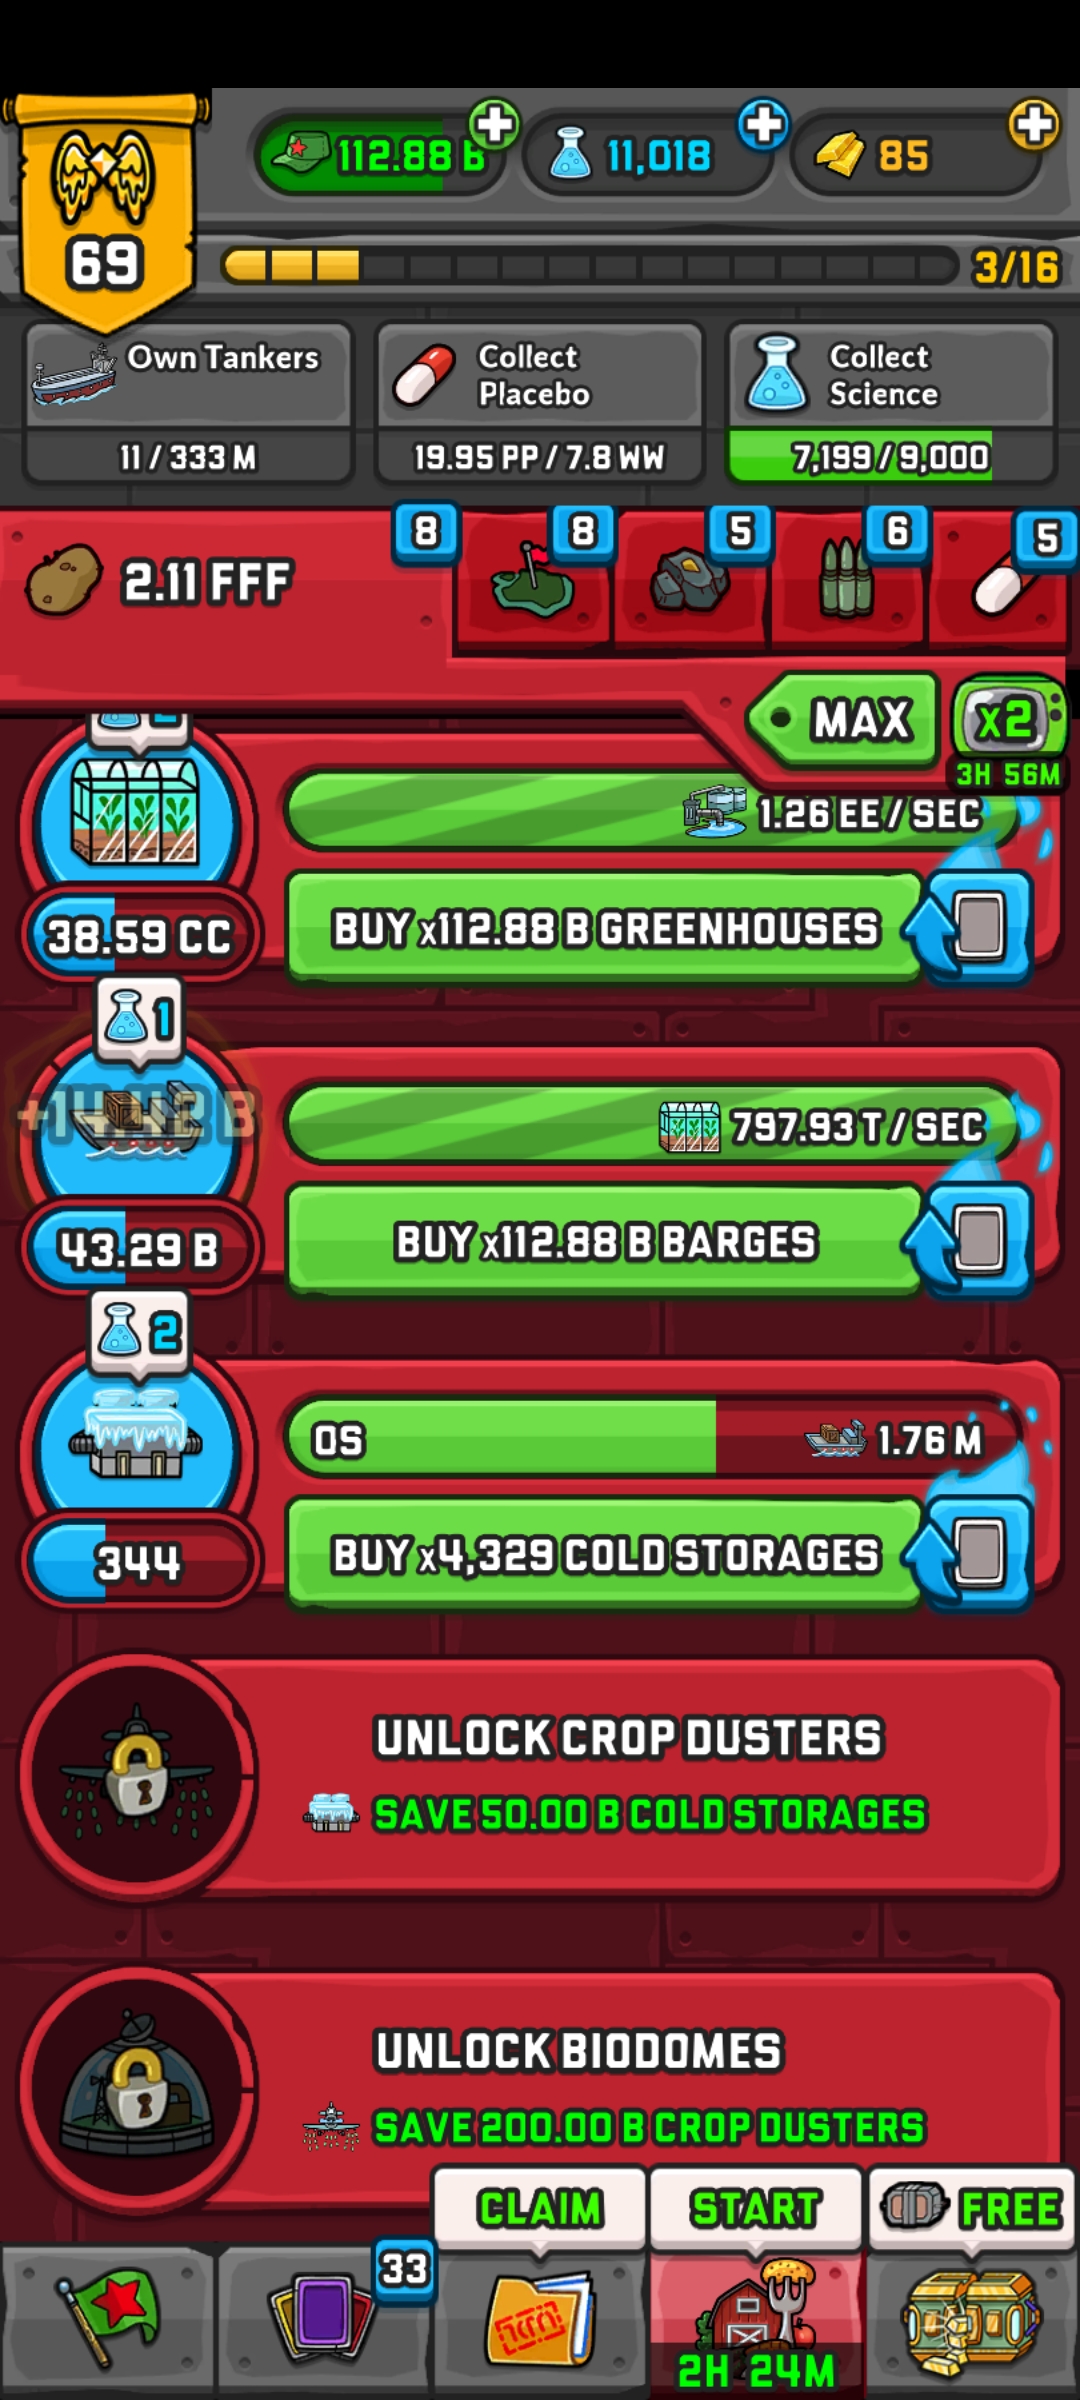 112.88 B
11,018
85
69
3/16
Own Tankers
11 / 333 M
Collect
Placebo
19.95 PP / 7.8 WW
Collect
Science
7,199 / 9,000
2.11 FFF
8
8
5
6
5
MAX
x2
3H 56M
1.26 EE / SEC
BUY x112.88 B GREENHOUSES
38.59 CC
1
797.93 T / SEC
BUY x112.88 B BARGES
43.29 B
2
0S
1.76 M
BUY x4,329 COLD STORAGES
344
UNLOCK CROP DUSTERS
SAVE 50.00 B COLD STORAGES
UNLOCK BIODOMES
SAVE 200.00 B CROP DUSTERS
CLAIM
START
FREE
33
2H 24M